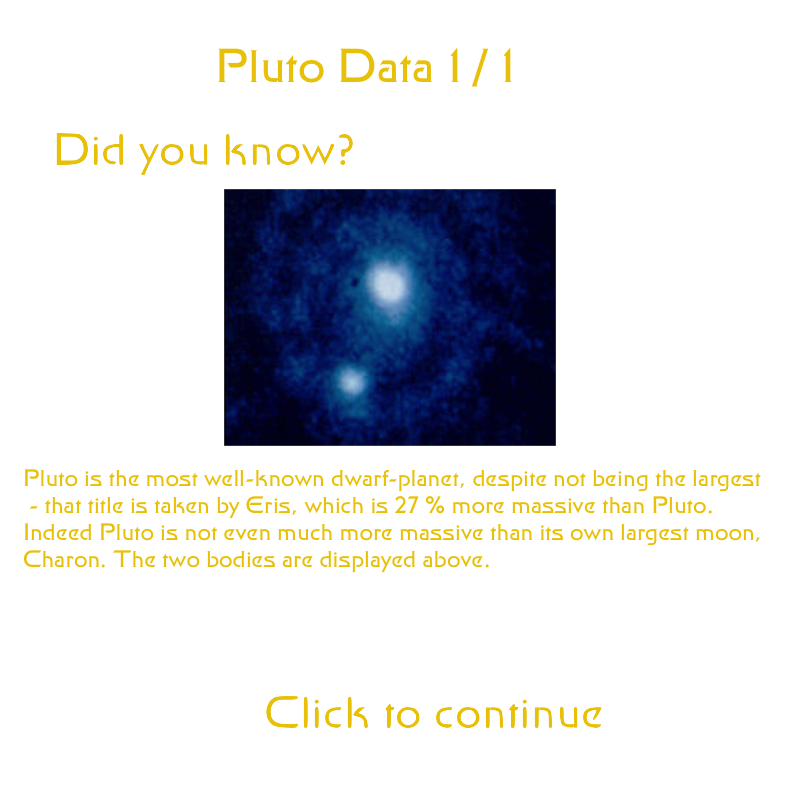 Pluto Data 1/1
Did you know?
Pluto is the most well-known dwarf-planet, despite not being the largest
- that title is taken by Eris, which is 27 % more massive than Pluto.
Indeed Pluto is not even much more massive than its own largest moon,
Charon. The two bodies are displayed above.
Click to continue